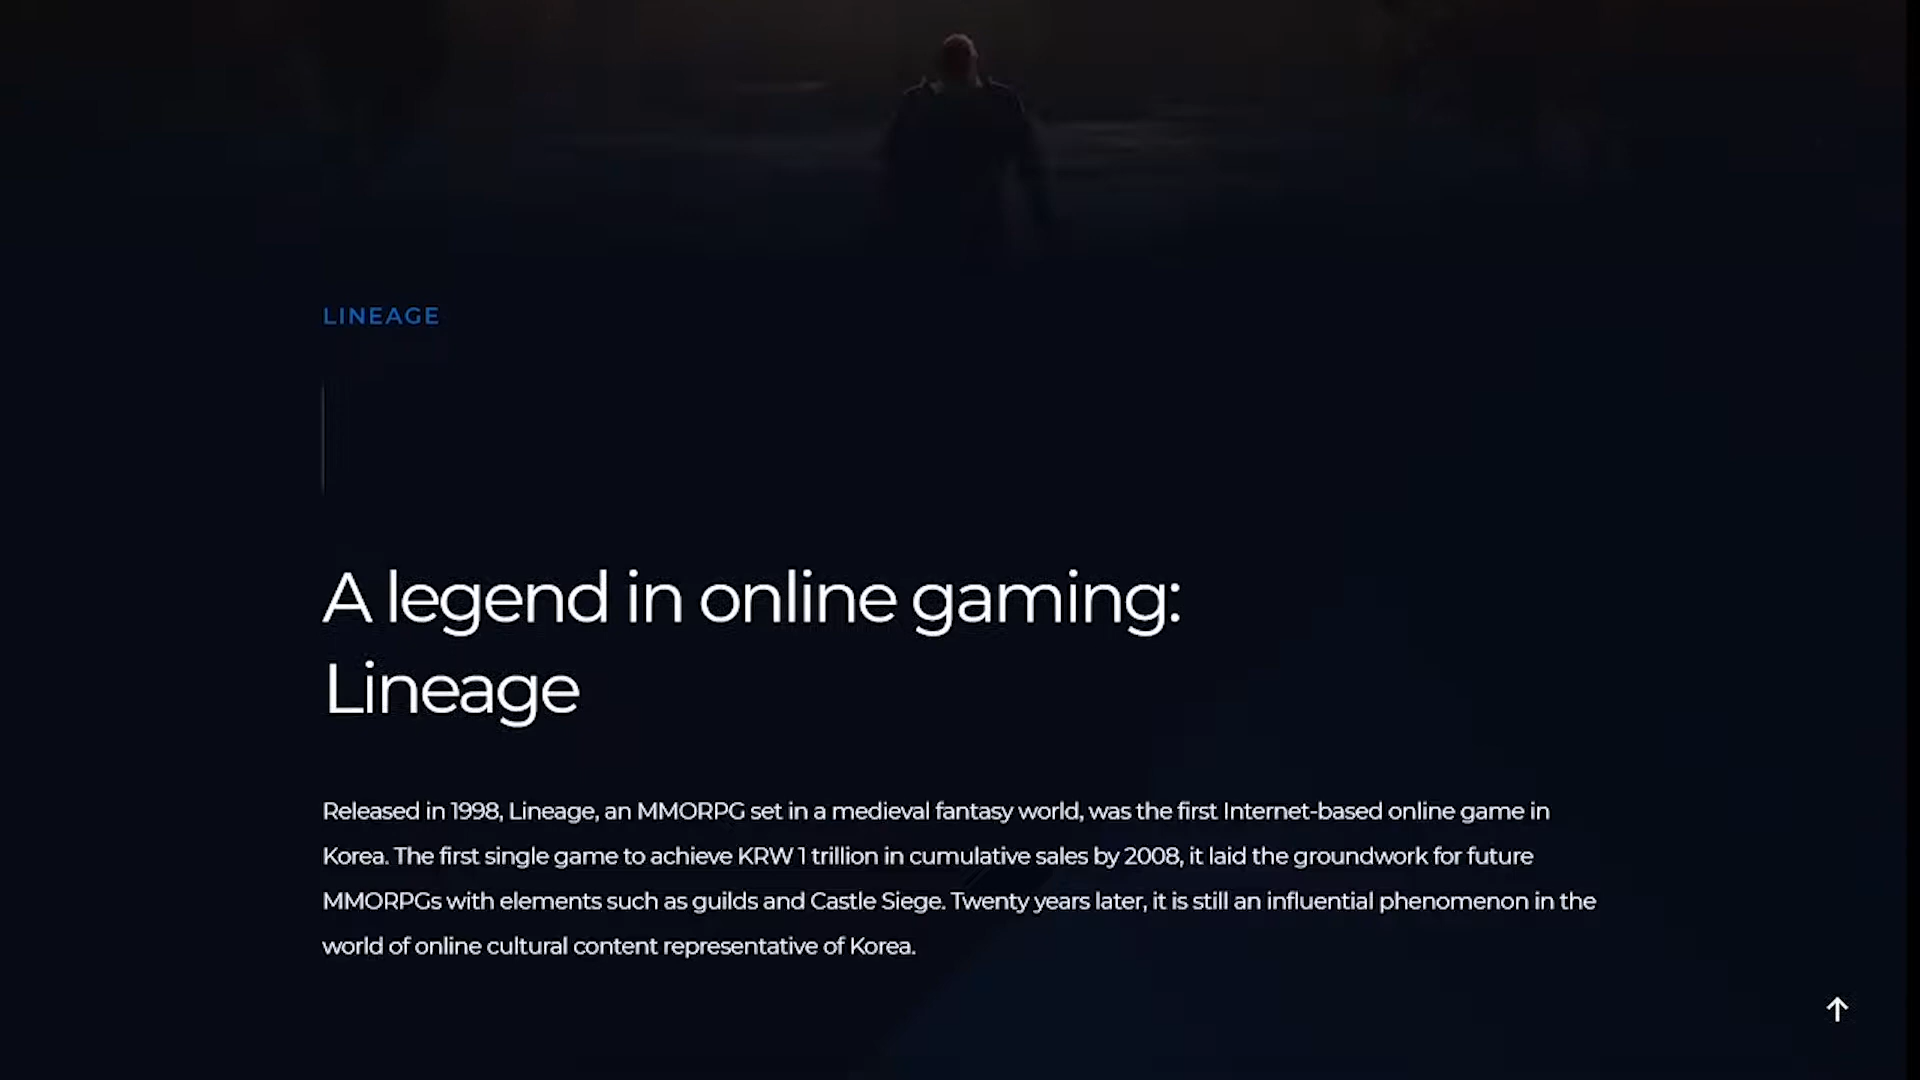 LINEAGE
A legend in online gaming:
Lineage
Released in 1998, Lineage, an MMORPG set in a medieval fantasy world, was the first Internet-based online game in
Korea. The first single game to achieve KRW 1 trillion in cumulative sales by 2008, it laid the groundwork for future
MMORPGs with elements such as guilds and Castle Siege. Twenty years later, it is still an influential phenomenon in the
world of online cultural content representative of Korea.